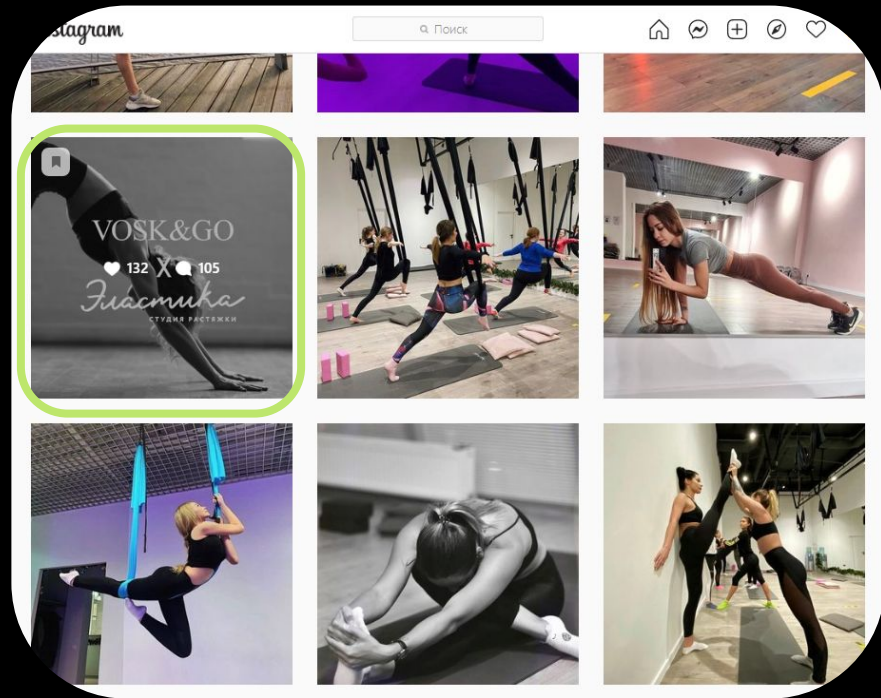 stagram
Поиск
VOSK&GO
132 X 105
Эластика
СТУДИЯ РАСТЯЖКИ